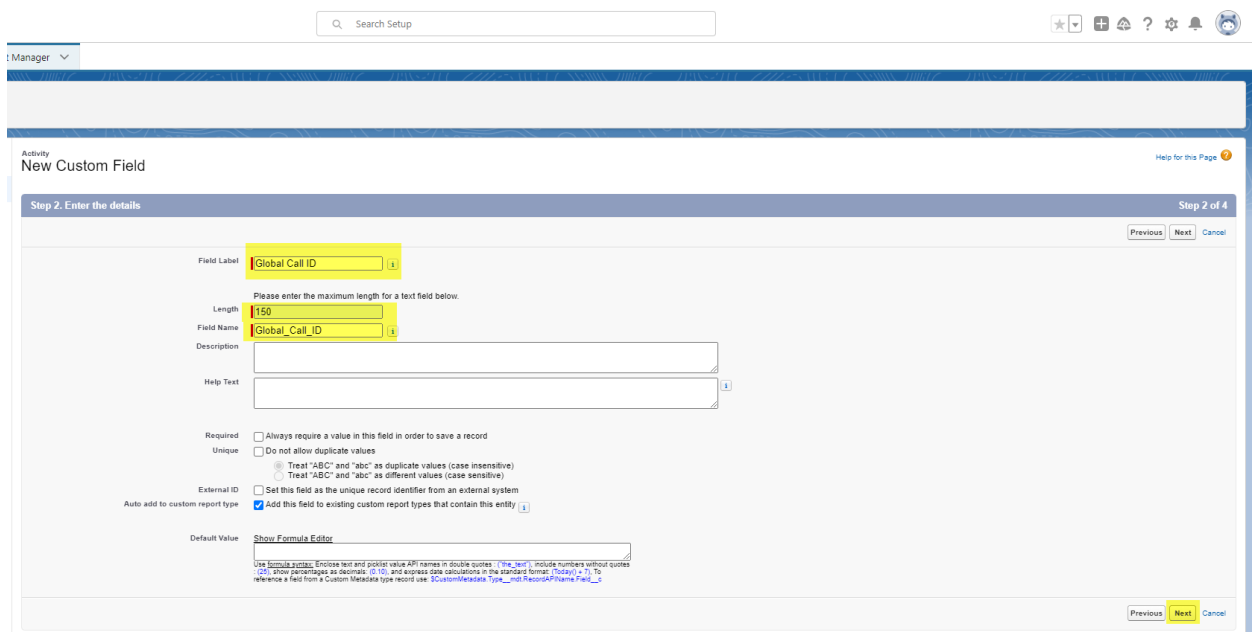 Search Setup
t Manager
Activity
New Custom Field
Help for this Page
Step 2. Enter the details Step 2 of 4
Previous Next Cancel
Field Label Global Call ID
Please enter the maximum length for a text field below.
Length 150
Field Name Global_Call_ID
Description
Help Text
Required Always require a value in this field in order to save a record
Unique Do not allow duplicate values
Treat "ABC" and "abc" as duplicate values (case insensitive)
Treat "ABC" and "abc" as different values (case sensitive)
External ID Set this field as the unique record identifier from an external system
Auto add to custom report type Add this field to existing custom report types that contain this entity
Default Value Show Formula Editor
Use formula syntax: Enclose text and picklist value API names in double quotes : ("the_text"), include numbers without quotes
: (25), show percentages as decimals: (0.10), and express date calculations in the standard format: (Today() + 7), To
reference a field from a Custom Metadata type record use: $CustomMetadata.Type__mdt.RecordAPIName.Field__c
Previous Next Cancel